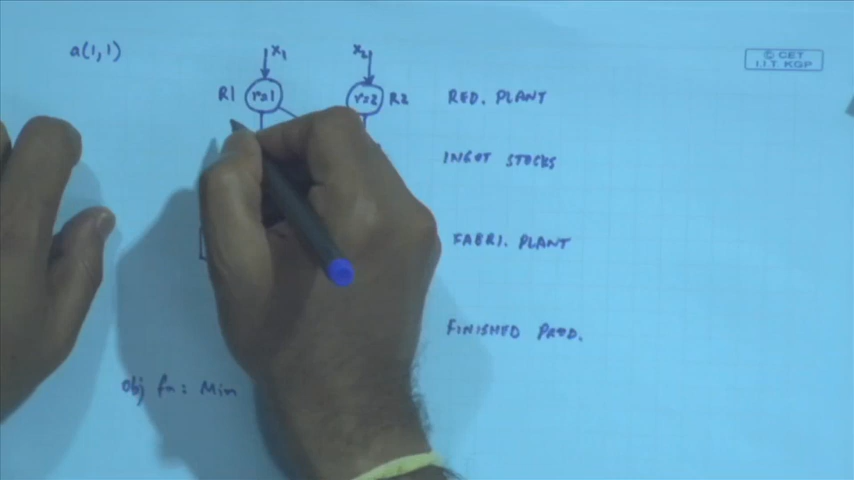 a(1,1)
x1 x2
© CET
I.I.T. KGP
R1 r=1 r=2 R2 RED. PLANT
INGOT STOCKS
FABRI. PLANT
FINISHED PROD.
Obj fn : Min